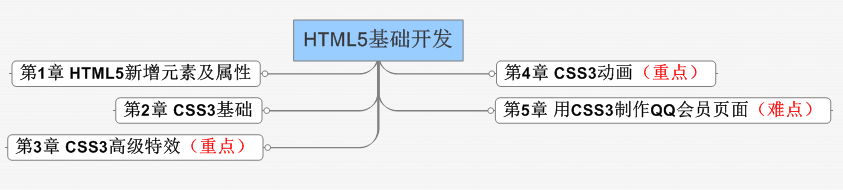 HTML5基础开发
第1章 HTML5新增元素及属性
第2章 CSS3基础
第3章 CSS3高级特效（重点）
第4章 CSS3动画（重点）
第5章 用CSS3制作QQ会员页面（难点）